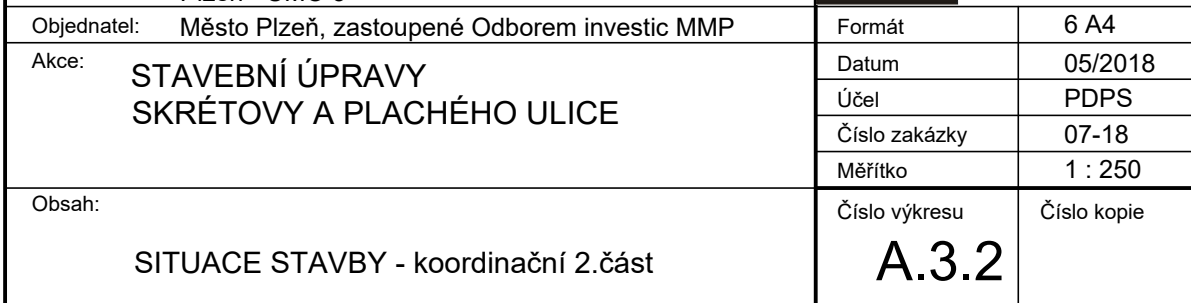 Objednatel: Město Plzeň, zastoupené Odborem investic MMP
Formát 6 A4
Akce: STAVEBNÍ ÚPRAVY
SKRÉTOVY A PLACHÉHO ULICE
Datum 05/2018
Účel PDPS
Číslo zakázky 07-18
Měřítko 1 : 250
Obsah:
SITUACE STAVBY - koordinační 2.část
Číslo výkresu
A.3.2
Číslo kopie